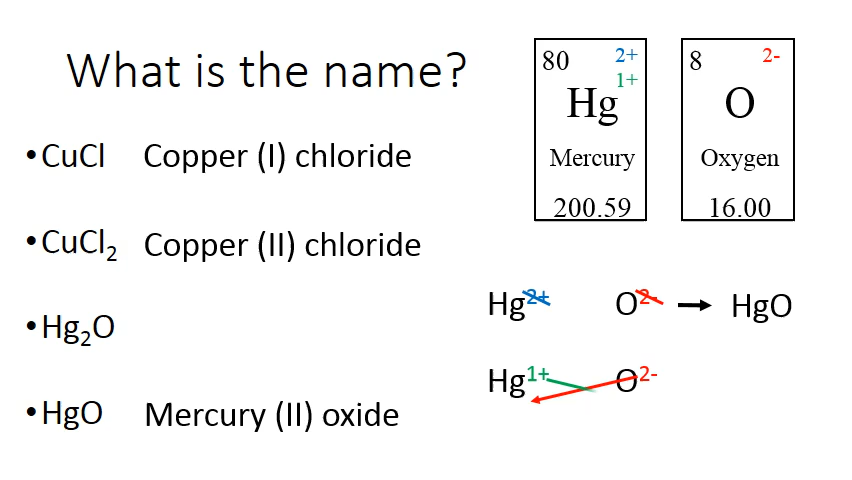 What is the name?
•CuCl Copper (I) chloride
•CuCl₂ Copper (II) chloride
•Hg₂O
•HgO Mercury (II) oxide
80 2+
1+
Hg
Mercury
200.59
8 2-
O
Oxygen
16.00
Hg²⁺ O²⁻ → HgO
Hg¹⁺ O²⁻